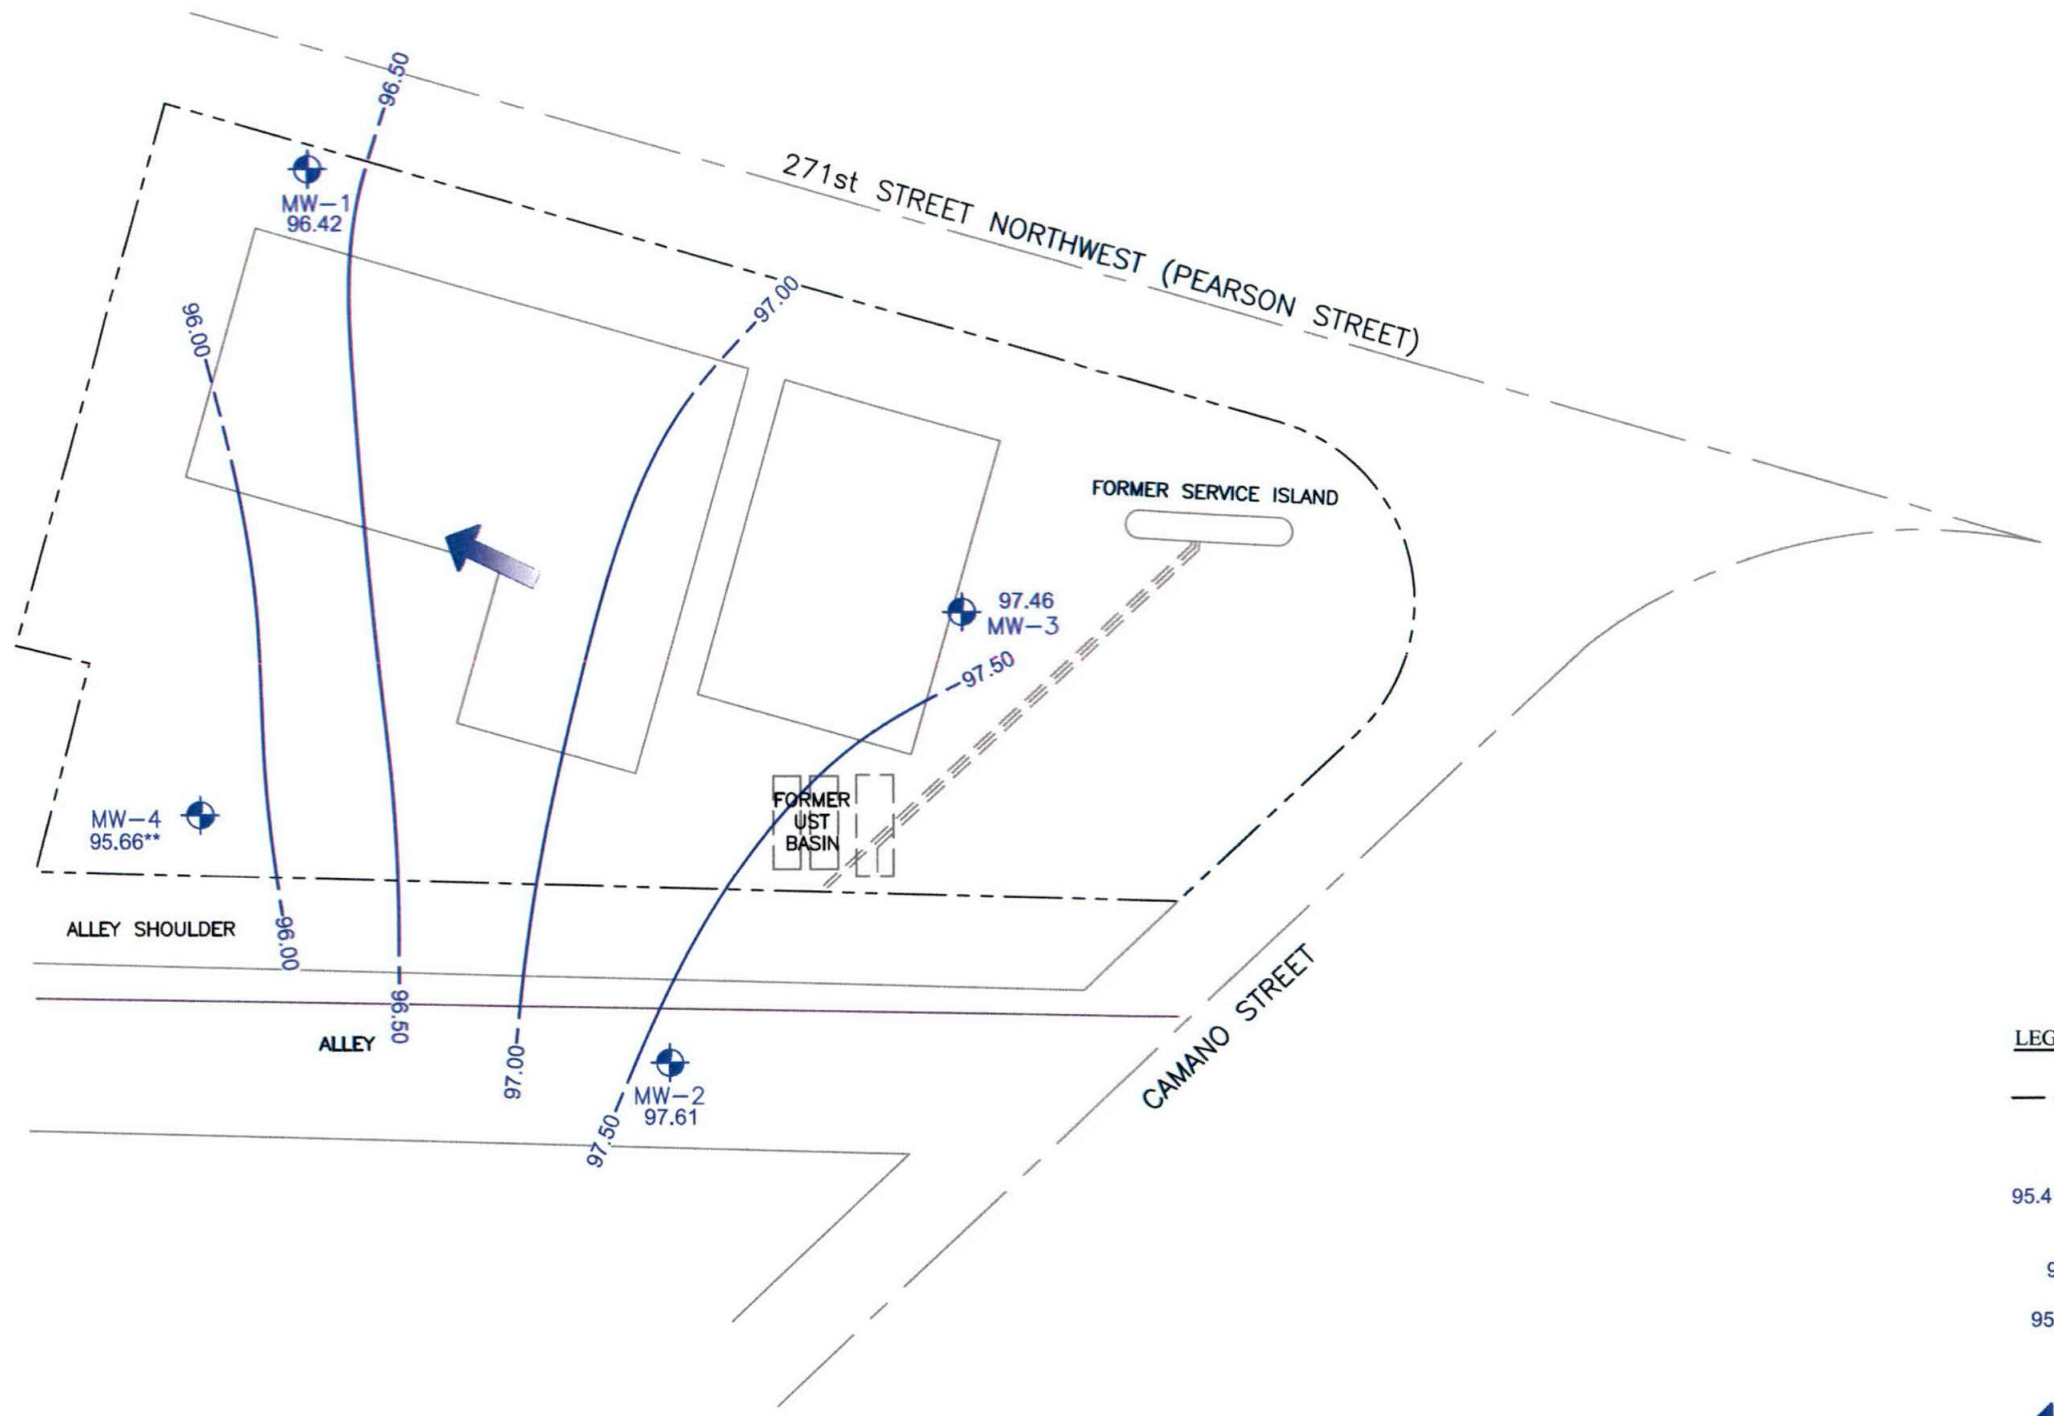 96.50
271st STREET NORTHWEST (PEARSON STREET)
MW-1
96.42
97.00
96.00
FORMER SERVICE ISLAND
97.46
MW-3
97.50
FORMER
UST
BASIN
MW-4
95.66**
ALLEY SHOULDER
96.00
96.50
ALLEY
97.00
MW-2
97.61
97.50
CAMANO STREET
LEG
95.4
9
95